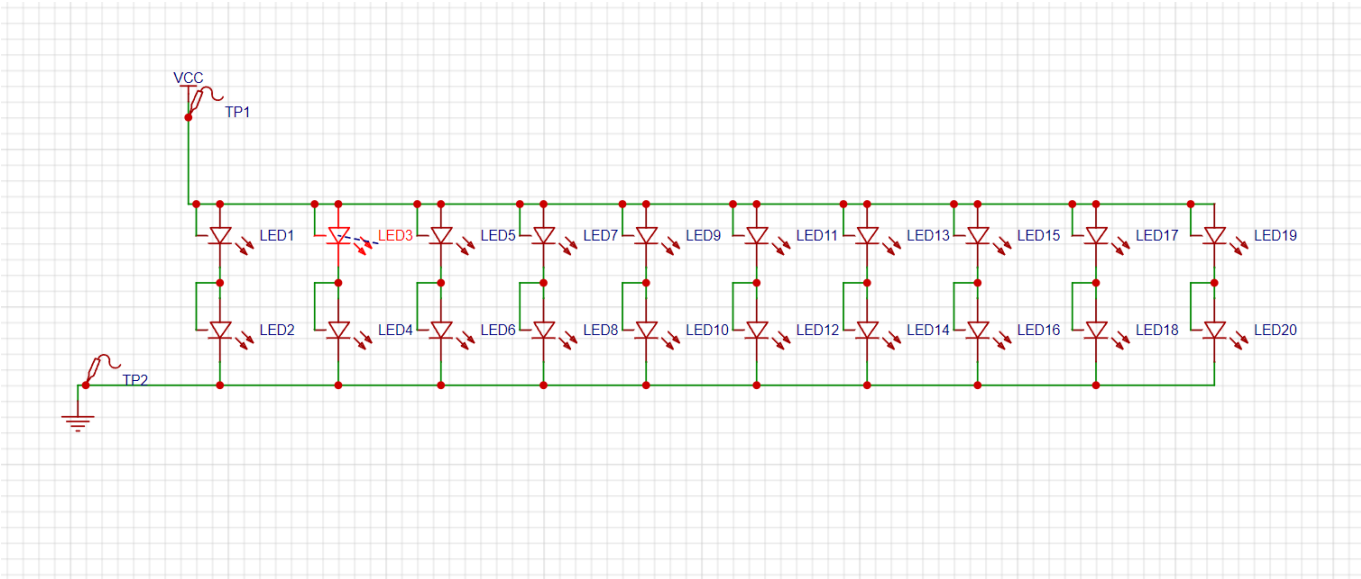 VCC
TP1
LED1 LED3 LED5 LED7 LED9 LED11 LED13 LED15 LED17 LED19
LED2 LED4 LED6 LED8 LED10 LED12 LED14 LED16 LED18 LED20
TP2